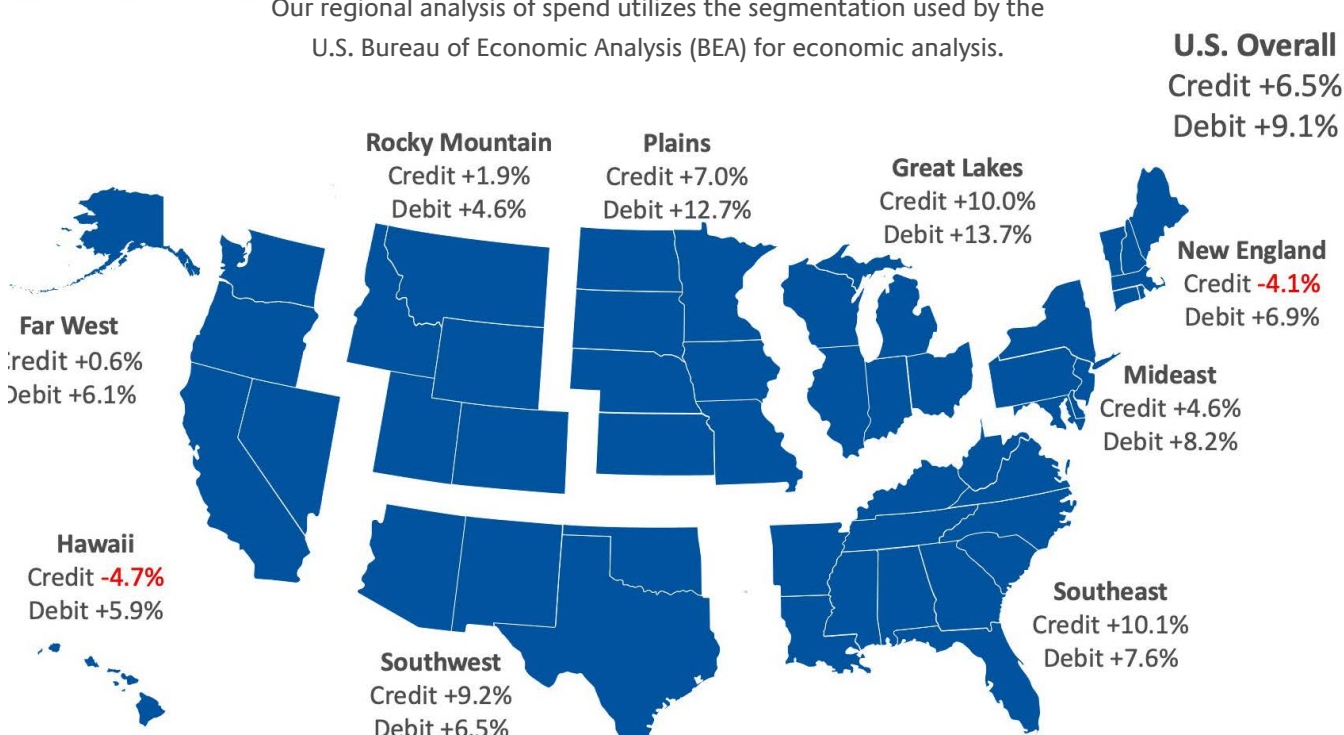 Our regional analysis of spend utilizes the segmentation used by the
U.S. Bureau of Economic Analysis (BEA) for economic analysis.
U.S. Overall
Credit +6.5%
Debit +9.1%
Rocky Mountain
Credit +1.9%
Debit +4.6%
Plains
Credit +7.0%
Debit +12.7%
Great Lakes
Credit +10.0%
Debit +13.7%
New England
Credit -4.1%
Debit +6.9%
Far West
redit +0.6%
Debit +6.1%
Mideast
Credit +4.6%
Debit +8.2%
Hawaii
Credit -4.7%
Debit +5.9%
Southeast
Credit +10.1%
Debit +7.6%
Southwest
Credit +9.2%
Debit +6.5%